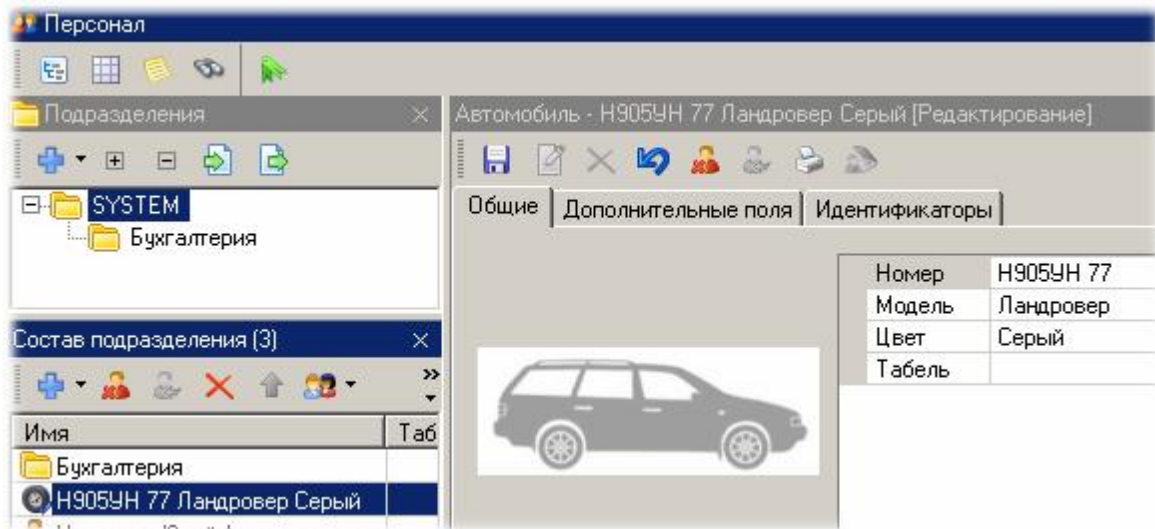 Персонал
Подразделения
SYSTEM
Бухгалтерия
Состав подразделения (3)
Имя
Таб
Бухгалтерия
Н905УН 77 Ландровер Серый
Автомобиль - Н905УН 77 Ландровер Серый [Редактирование]
Общие
Дополнительные поля
Идентификаторы
Номер Н905УН 77
Модель Ландровер
Цвет Серый
Табель